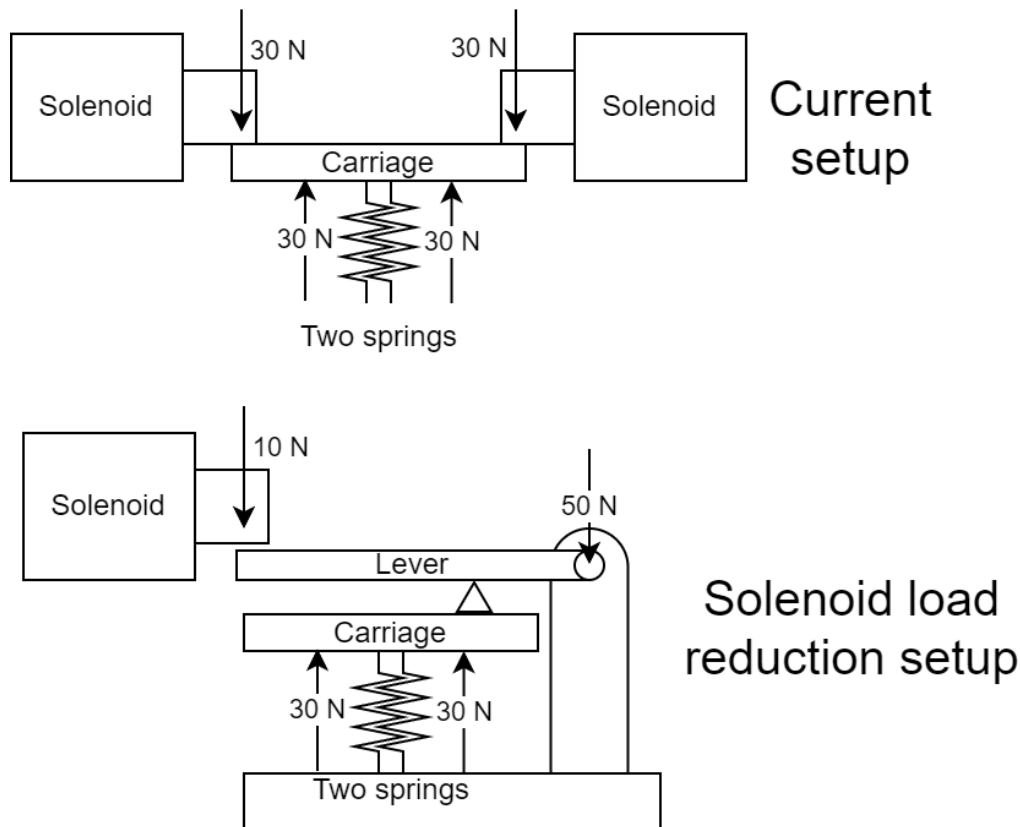 30 N
30 N
Solenoid
Solenoid
Current
setup
Carriage
30 N
30 N
Two springs
10 N
Solenoid
50 N
Lever
Carriage
Solenoid load
reduction setup
30 N
30 N
Two springs